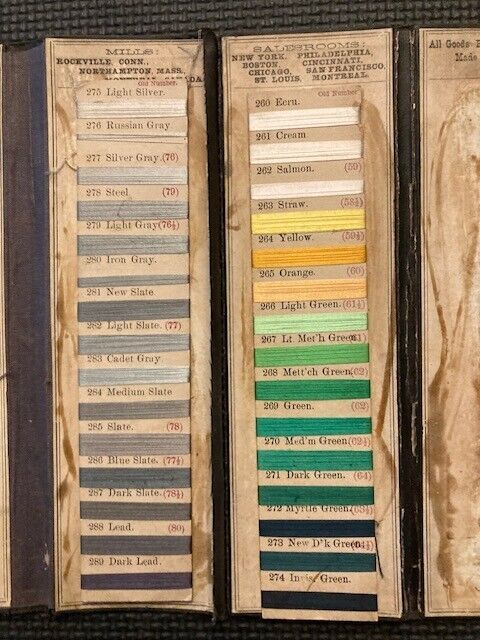 MILLS:
ROCKVILLE, CONN.,
NORTHAMPTON, MASS.,
CANADA
Old Number.
275 Light Silver.
276 Russian Gray
277 Silver Gray.(76)
278 Steel. (79)
279 Light Gray(76½)
280 Iron Gray.
281 New Slate
282 Light Slate. (77)
283 Cadet Gray
284 Medium Slate
285 Slate. (78)
286 Blue Slate. (77½)
287 Dark Slate.(78½)
288 Lead. (80)
289 Dark Lead.
SALESROOMS:
NEW YORK, PHILADELPHIA,
BOSTON, CINCINNATI,
CHICAGO, SAN FRANCISCO,
ST. LOUIS, MONTREAL.
Old Number
260 Ecru.
261 Cream
262 Salmon. (59)
263 Straw. (58½)
264 Yellow. (59½)
265 Orange. (60)
266 Light Green.(61½)
267 Lt Met'h Green(61)
268 Mett'ch Green.(62)
269 Green. (62)
270 Med'm Green(62½)
271 Dark Green. (64)
272 Myrtle Green.(63½)
273 New D'k Green.
274 Invis. Green.
All Goods
Made